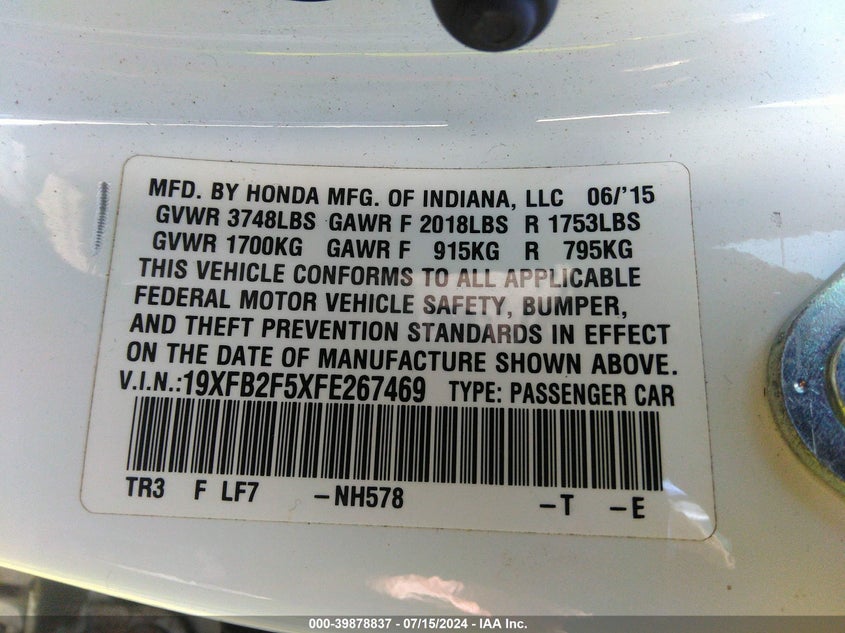 MFD. BY HONDA MFG. OF INDIANA, LLC 06/'15
GVWR 3748LBS GAWR F 2018LBS R 1753LBS
GVWR 1700KG GAWR F 915KG R 795KG
THIS VEHICLE CONFORMS TO ALL APPLICABLE
FEDERAL MOTOR VEHICLE SAFETY, BUMPER,
AND THEFT PREVENTION STANDARDS IN EFFECT
ON THE DATE OF MANUFACTURE SHOWN ABOVE.
V.I.N.:19XFB2F5XFE267469 TYPE: PASSENGER CAR
TR3 F LF7 -NH578 -T -E
000-39878837 - 07/15/2024 - IAA Inc.